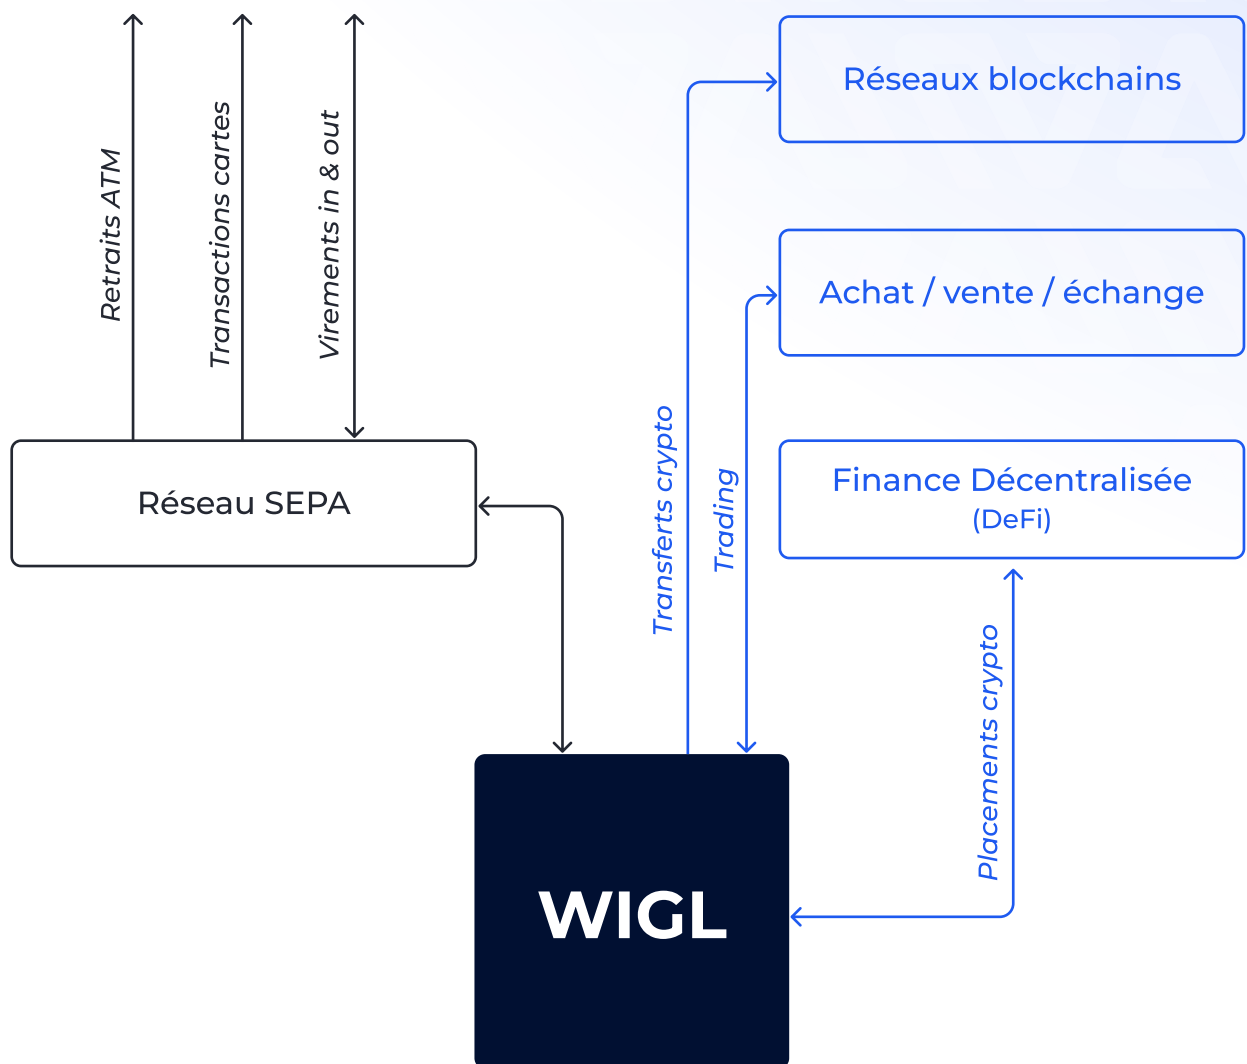 Retraits ATM
Transactions cartes
Virements in & out
Réseau SEPA
Transferts crypto
Trading
Réseaux blockchains
Achat / vente / échange
Finance Décentralisée
(DeFi)
Placements crypto
WIGL